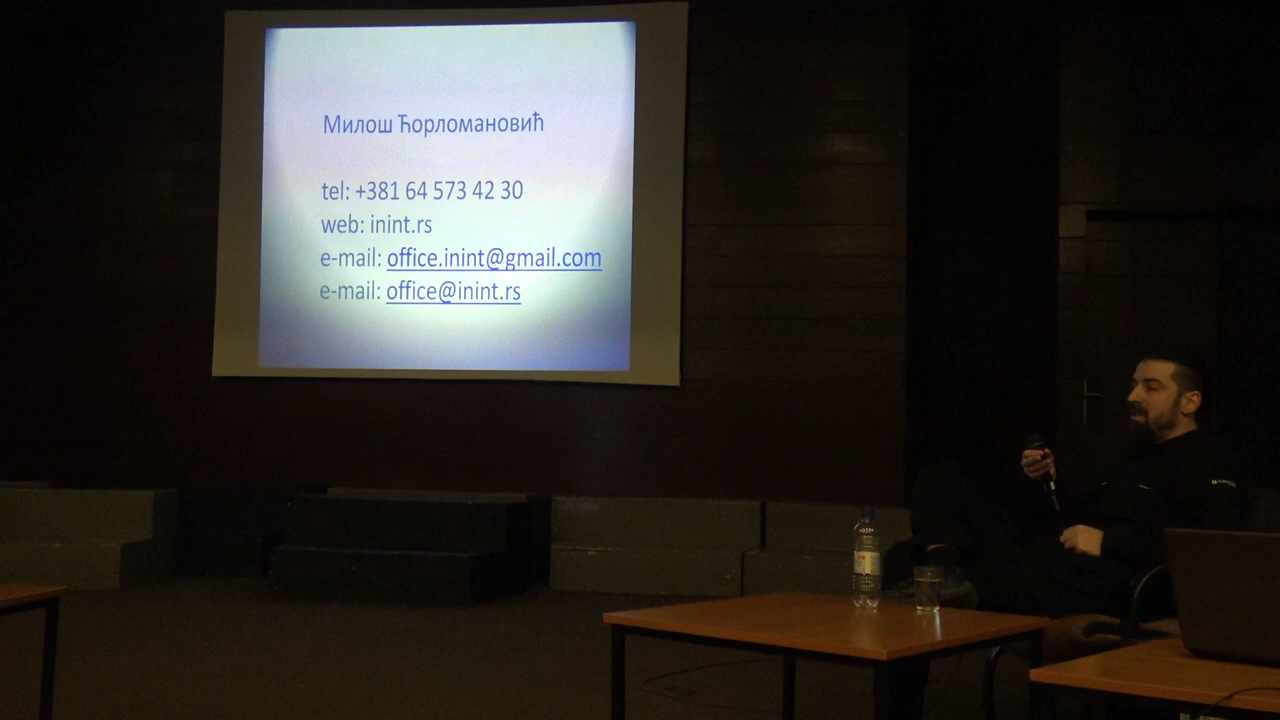 Милош Ћорломановић
tel: +381 64 573 42 30
web: inint.rs
e-mail: office.inint@gmail.com
e-mail: office@inint.rs